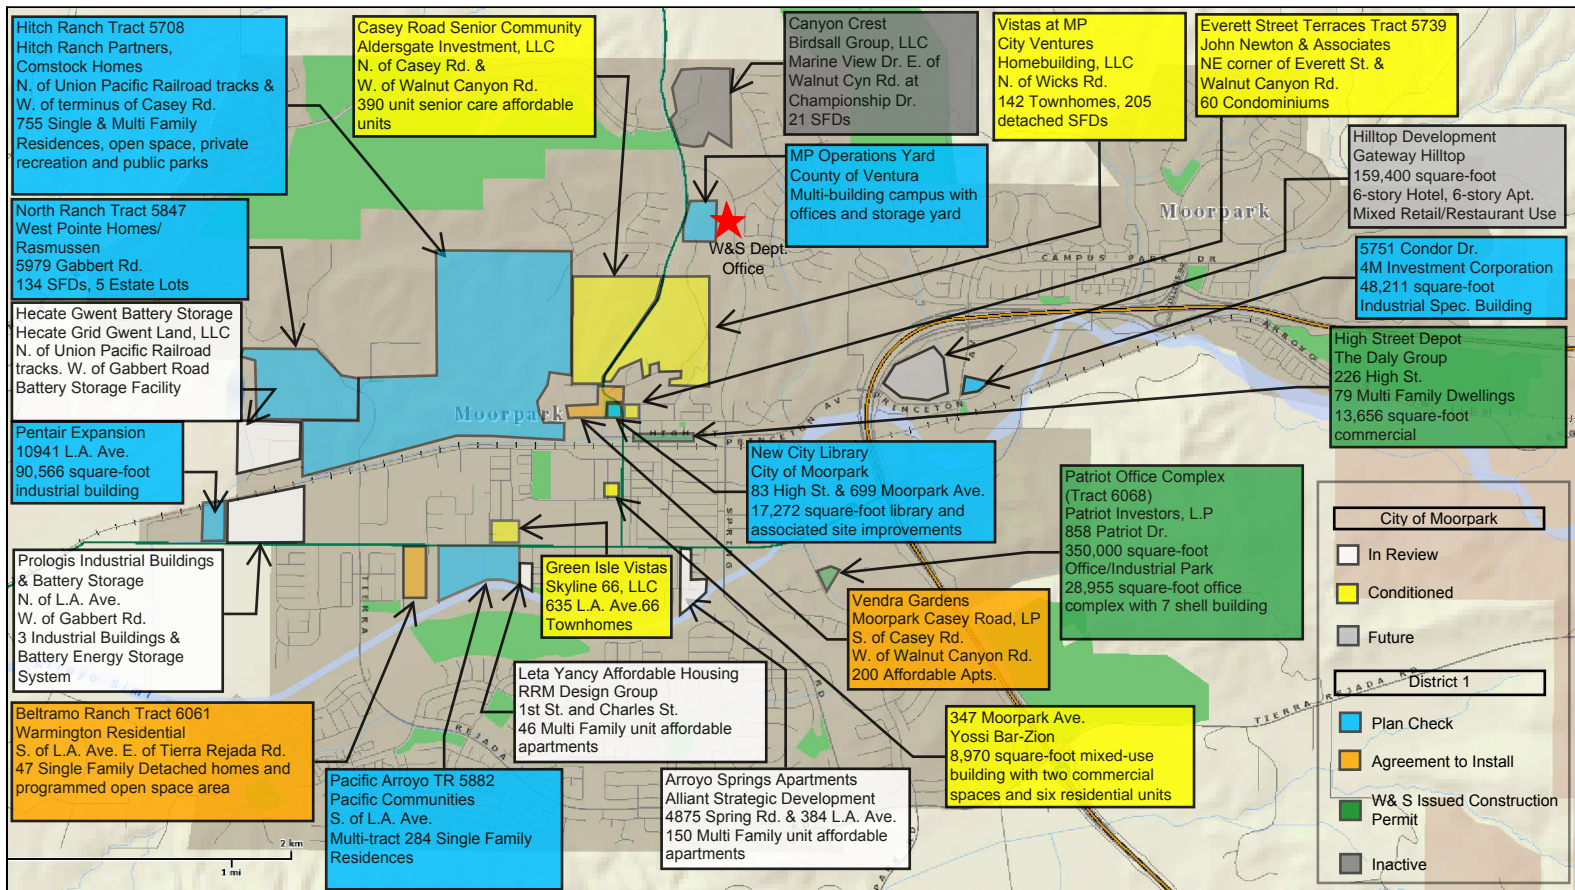 Hitch Ranch Tract 5708
Hitch Ranch Partners,
Comstock Homes
N. of Union Pacific Railroad tracks &
W. of terminus of Casey Rd.
755 Single & Multi Family
Residences, open space, private
recreation and public parks
Casey Road Senior Community
Aldersgate Investment, LLC
N. of Casey Rd. &
W. of Walnut Canyon Rd.
390 unit senior care affordable
units
Canyon Crest
Birdsall Group, LLC
Marine View Dr. E. of
Walnut Cyn Rd. at
Championship Dr.
21 SFDs
Vistas at MP
City Ventures
Homebuilding, LLC
N. of Wicks Rd.
142 Townhomes, 205
detached SFDs
Everett Street Terraces Tract 5739
John Newton & Associates
NE corner of Everett St. &
Walnut Canyon Rd.
60 Condominiums
Hilltop Development
Gateway Hilltop
159,400 square-foot
6-story Hotel, 6-story Apt.
Mixed Retail/Restaurant Use
MP Operations Yard
County of Ventura
Multi-building campus with
offices and storage yard
W&S Dept.
Office
Moorpark
CAMPUS PARK DR
COLLINS DR
North Ranch Tract 5847
West Pointe Homes/
Rasmussen
5979 Gabbert Rd.
134 SFDs, 5 Estate Lots
5751 Condor Dr.
4M Investment Corporation
48,211 square-foot
Industrial Spec. Building
Hecate Gwent Battery Storage
Hecate Grid Gwent Land, LLC
N. of Union Pacific Railroad
tracks. W. of Gabbert Road
Battery Storage Facility
ARROYO
High Street Depot
The Daly Group
226 High St.
79 Multi Family Dwellings
13,656 square-foot
commercial
Moorpark
HIGH ST
PRINCETON AV
PRINCETON
Pentair Expansion
10941 L.A. Ave.
90,566 square-foot
industrial building
New City Library
City of Moorpark
83 High St. & 699 Moorpark Ave.
17,272 square-foot library and
associated site improvements
Patriot Office Complex
(Tract 6068)
Patriot Investors, L.P
858 Patriot Dr.
350,000 square-foot
Office/Industrial Park
28,955 square-foot office
complex with 7 shell building
SPRING
RD
Prologis Industrial Buildings
& Battery Storage
N. of L.A. Ave.
W. of Gabbert Rd.
3 Industrial Buildings &
Battery Energy Storage
System
TIERRA
REJADA
Arroyo Simi
Green Isle Vistas
Skyline 66, LLC
635 L.A. Ave.66
Townhomes
Vendra Gardens
Moorpark Casey Road, LP
S. of Casey Rd.
W. of Walnut Canyon Rd.
200 Affordable Apts.
TIERRA REJADA RD
Leta Yancy Affordable Housing
RRM Design Group
1st St. and Charles St.
46 Multi Family unit affordable
apartments
Beltramo Ranch Tract 6061
Warmington Residential
S. of L.A. Ave. E. of Tierra Rejada Rd.
47 Single Family Detached homes and
programmed open space area
347 Moorpark Ave.
Yossi Bar-Zion
8,970 square-foot mixed-use
building with two commercial
spaces and six residential units
Pacific Arroyo TR 5882
Pacific Communities
S. of L.A. Ave.
Multi-tract 284 Single Family
Residences
Arroyo Springs Apartments
Alliant Strategic Development
4875 Spring Rd. & 384 L.A. Ave.
150 Multi Family unit affordable
apartments
City of Moorpark
In Review
Conditioned
Future
District 1
Plan Check
Agreement to Install
W& S Issued Construction
Permit
Inactive
2 km
1 mi